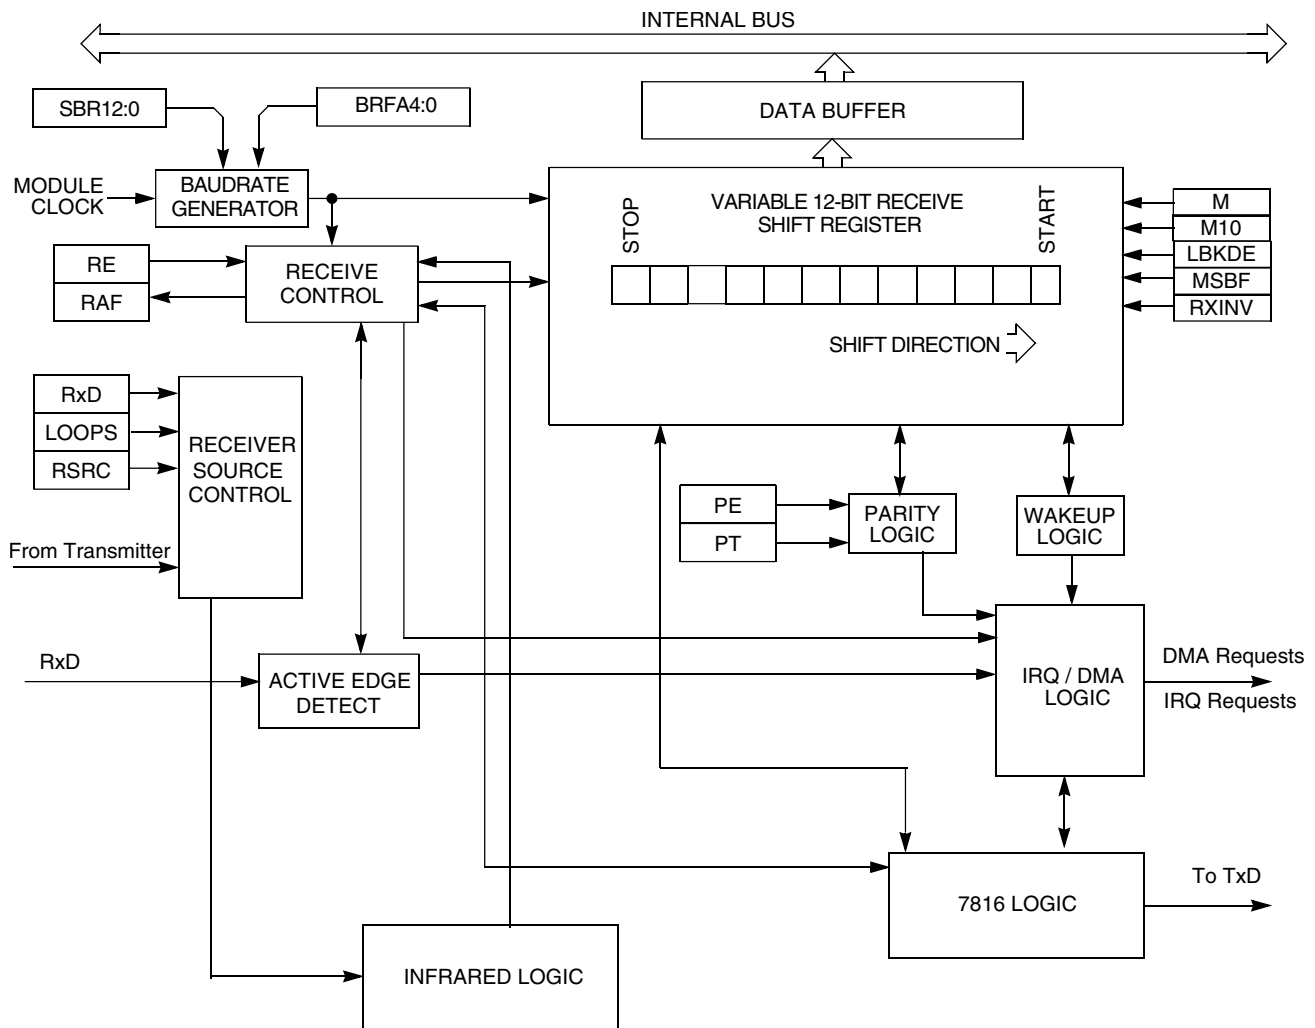 INTERNAL BUS
SBR12:0
BRFA4:0
DATA BUFFER
MODULE
CLOCK
BAUDRATE
GENERATOR
VARIABLE 12-BIT RECEIVE
SHIFT REGISTER
STOP
START
M
M10
LBKDE
MSBF
RXINV
RE
RAF
RECEIVE
CONTROL
SHIFT DIRECTION
RxD
LOOPS
RSRC
RECEIVER
SOURCE
CONTROL
From Transmitter
PE
PT
PARITY
LOGIC
WAKEUP
LOGIC
RxD
ACTIVE EDGE
DETECT
IRQ / DMA
LOGIC
DMA Requests
IRQ Requests
7816 LOGIC
To TxD
INFRARED LOGIC